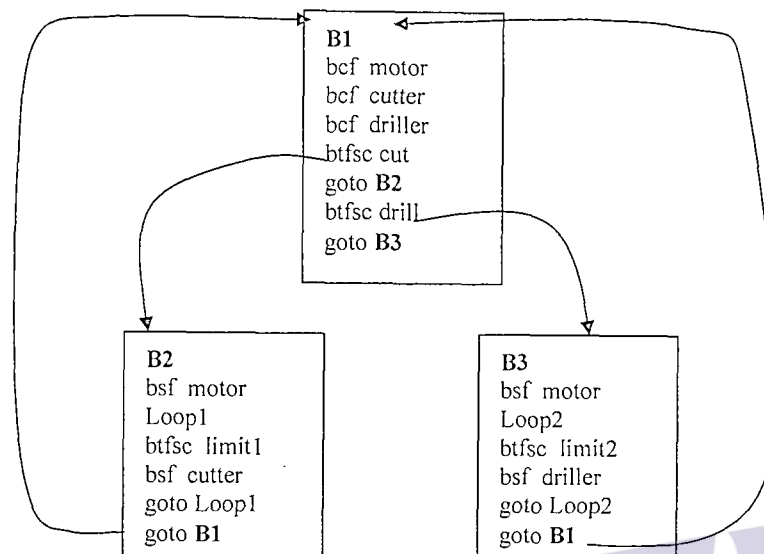 B1
bcf motor
bcf cutter
bcf driller
btfsc cut
goto B2
btfsc drill
goto B3
B2
bsf motor
Loop1
btfsc limit1
bsf cutter
goto Loop1
goto B1
B3
bsf motor
Loop2
btfsc limit2
bsf driller
goto Loop2
goto B1